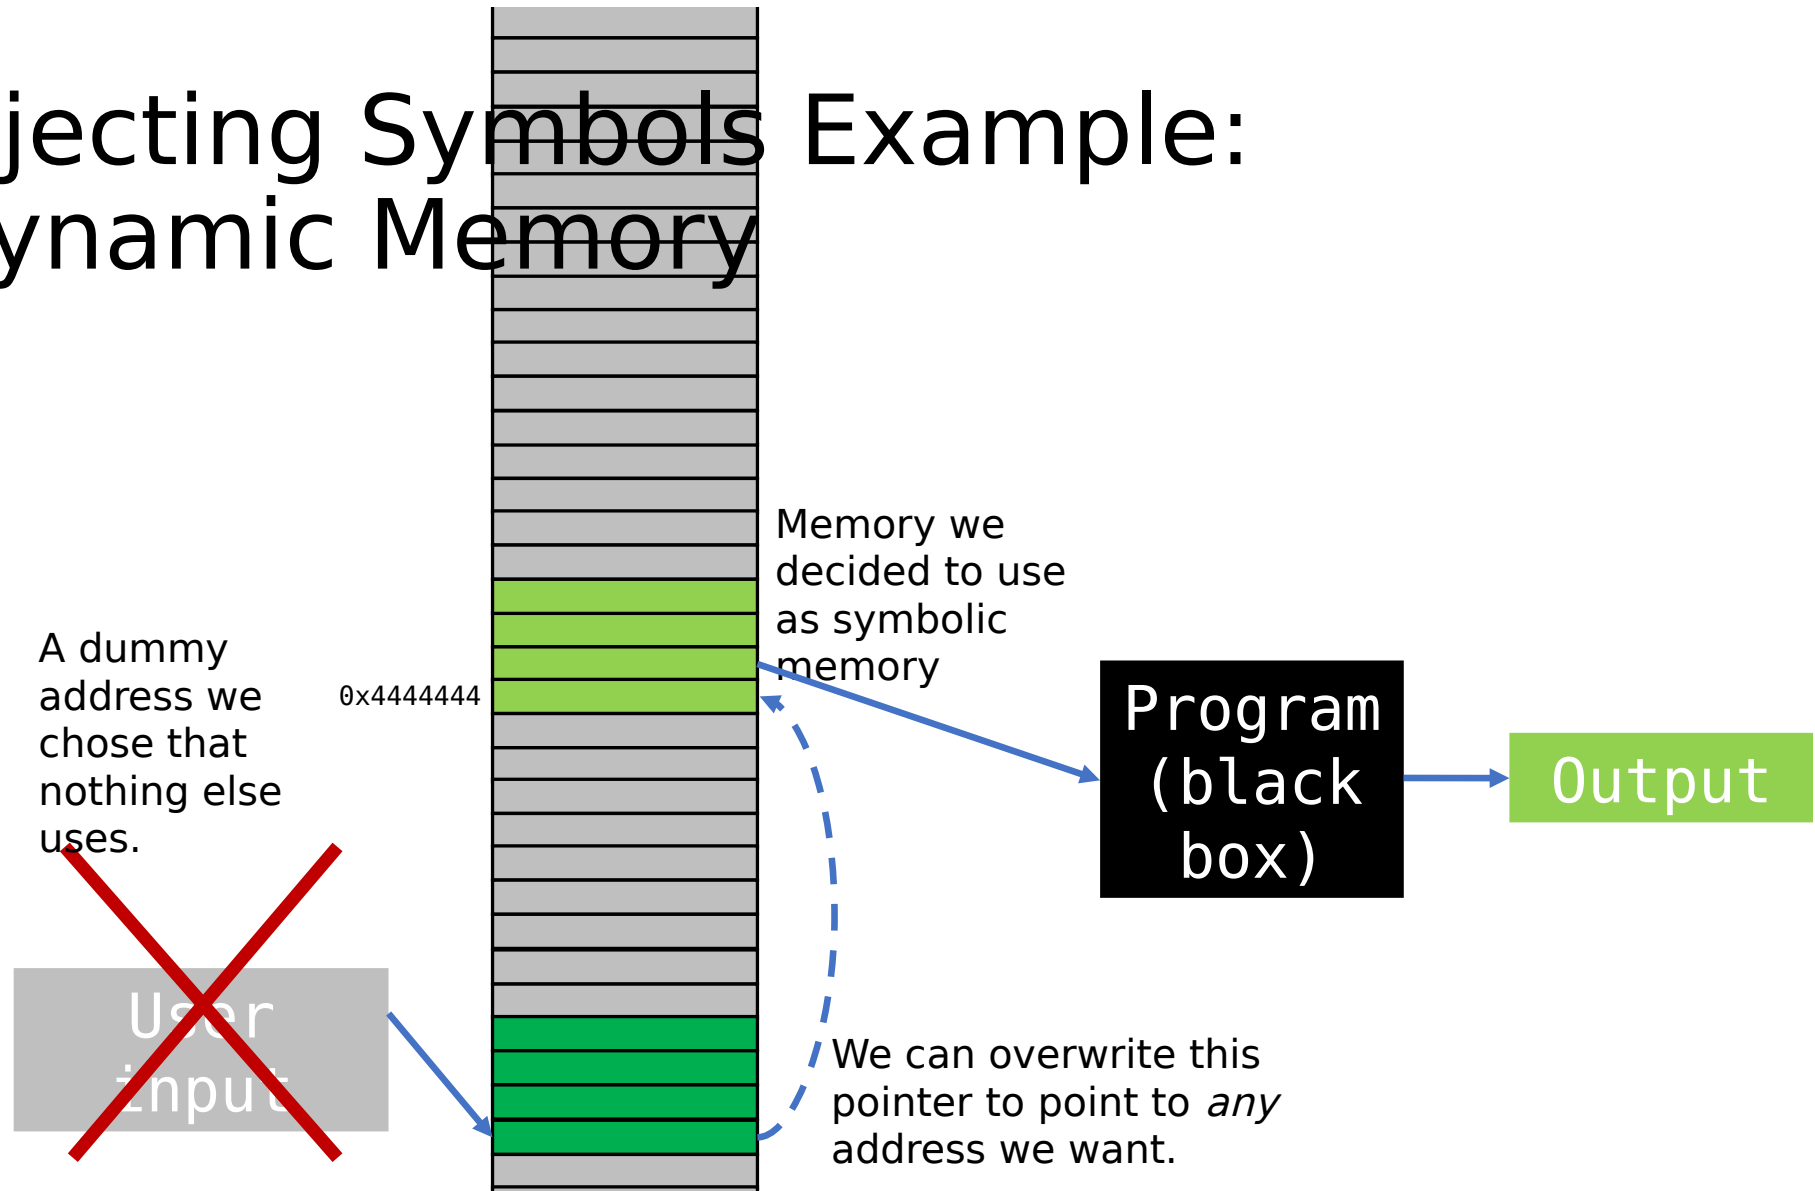 jecting Symbols Example:
ynamic Memory
Memory we
decided to use
as symbolic
memory
A dummy
address we
chose that
nothing else
uses.
0x4444444
Program
(black
box)
Output
User
input
We can overwrite this
pointer to point to any
address we want.